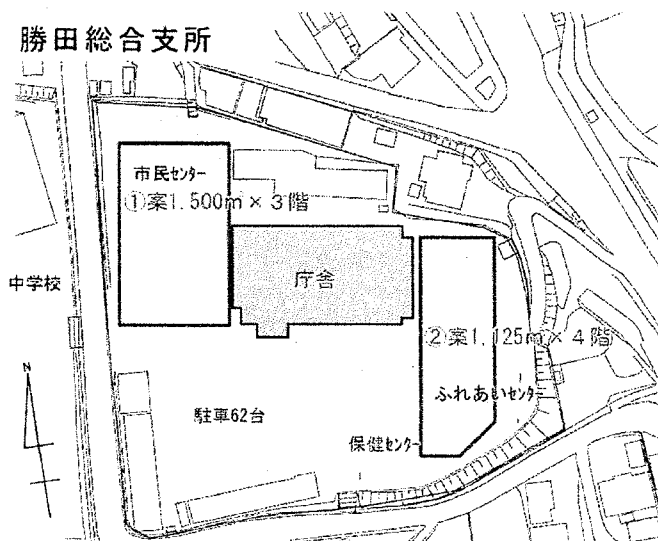 勝田総合支所
市民センター
①案1,500㎡×3階
中学校
庁舎
②案1,125㎡×4階
ふれあいセンター
駐車62台
保健センター
N